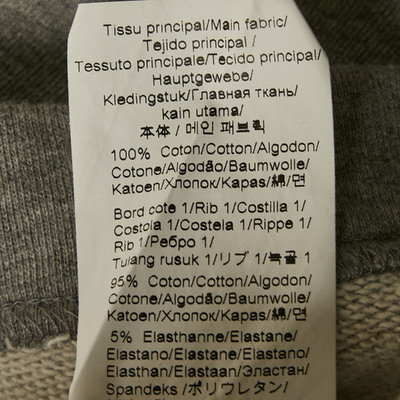 Tissu principal/Main fabric/
Tejido principal /
Tessuto principale/Tecido principal/
Hauptgewebe/
Kledingstuk/Главная ткань/
kain utama/
本体 / 메인 패브릭
100% Coton/Cotton/Algodon/
Cotone/Algodão/Baumwolle/
Katoen/Хлопок/Kapas/綿/면
Bord cote 1/Rib 1/Costilla 1/
Costola 1/Costela 1/Rippe 1/
Rib 1/Ребро 1/
Tulang rusuk 1/リブ 1/늑골 1
95% Coton/Cotton/Algodon/
Cotone/Algodão/Baumwolle/
Katoen/Хлопок/Kapas/綿/면
5% Elasthanne/Elastane/
Elastano/Elastane/Elastano/
Elasthan/Elastaan/Эластан/
Spandeks /ポリウレタン/